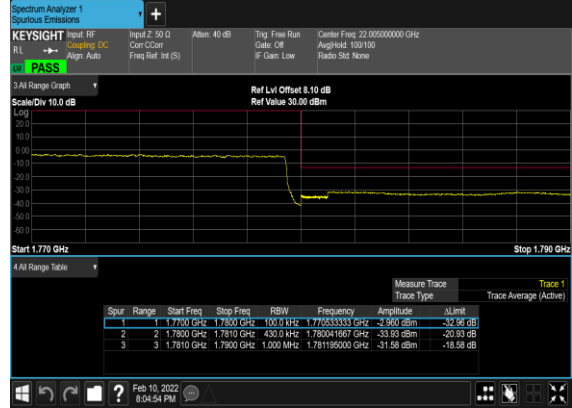 Spectrum Analyzer 1
Spurious Emissions
+
KEYSIGHT Input: RF Input Z: 50 Ω Atten: 40 dB Trig: Free Run Center Freq: 22.005000000 GHz
RL Coupling: DC Corr CCorr Gate: Off Avg|Hold: 100/100
Align: Auto Freq Ref: Int (S) IF Gain: Low Radio Std: None
LW PASS
3 All Range Graph
Ref Lvl Offset 8.10 dB
Scale/Div 10.0 dB Ref Value 30.00 dBm
Log
20.0
10.0
0.00
-10.0
-20.0
-30.0
-40.0
-50.0
-60.0
Start 1.770 GHz Stop 1.790 GHz
4 All Range Table
Measure Trace Trace 1
Trace Type Trace Average (Active)
Spur Range Start Freq Stop Freq RBW Frequency Amplitude ΔLimit
1 1 1.7700 GHz 1.7800 GHz 100.0 kHz 1.770533333 GHz -2.960 dBm -32.96 dB
2 2 1.7800 GHz 1.7810 GHz 430.0 kHz 1.780041667 GHz -33.93 dBm -20.93 dB
3 3 1.7810 GHz 1.7900 GHz 1.000 MHz 1.781195000 GHz -31.58 dBm -18.58 dB
? Feb 10, 2022
8:04:54 PM